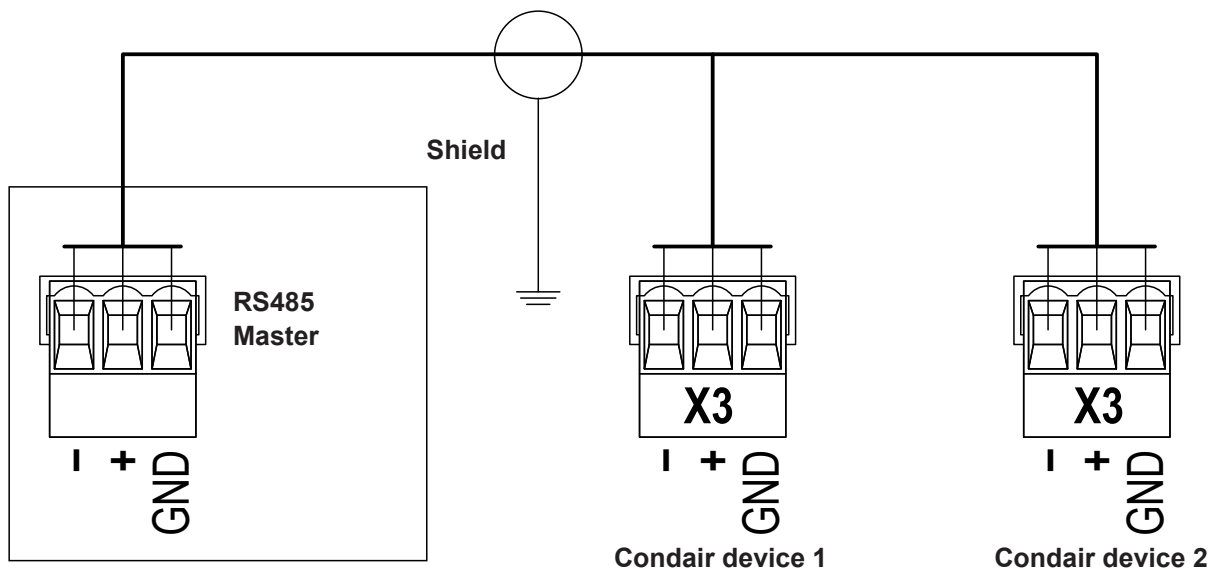 Shield
RS485
Master
X3
X3
– + GND
– + GND
– + GND
Condair device 1
Condair device 2